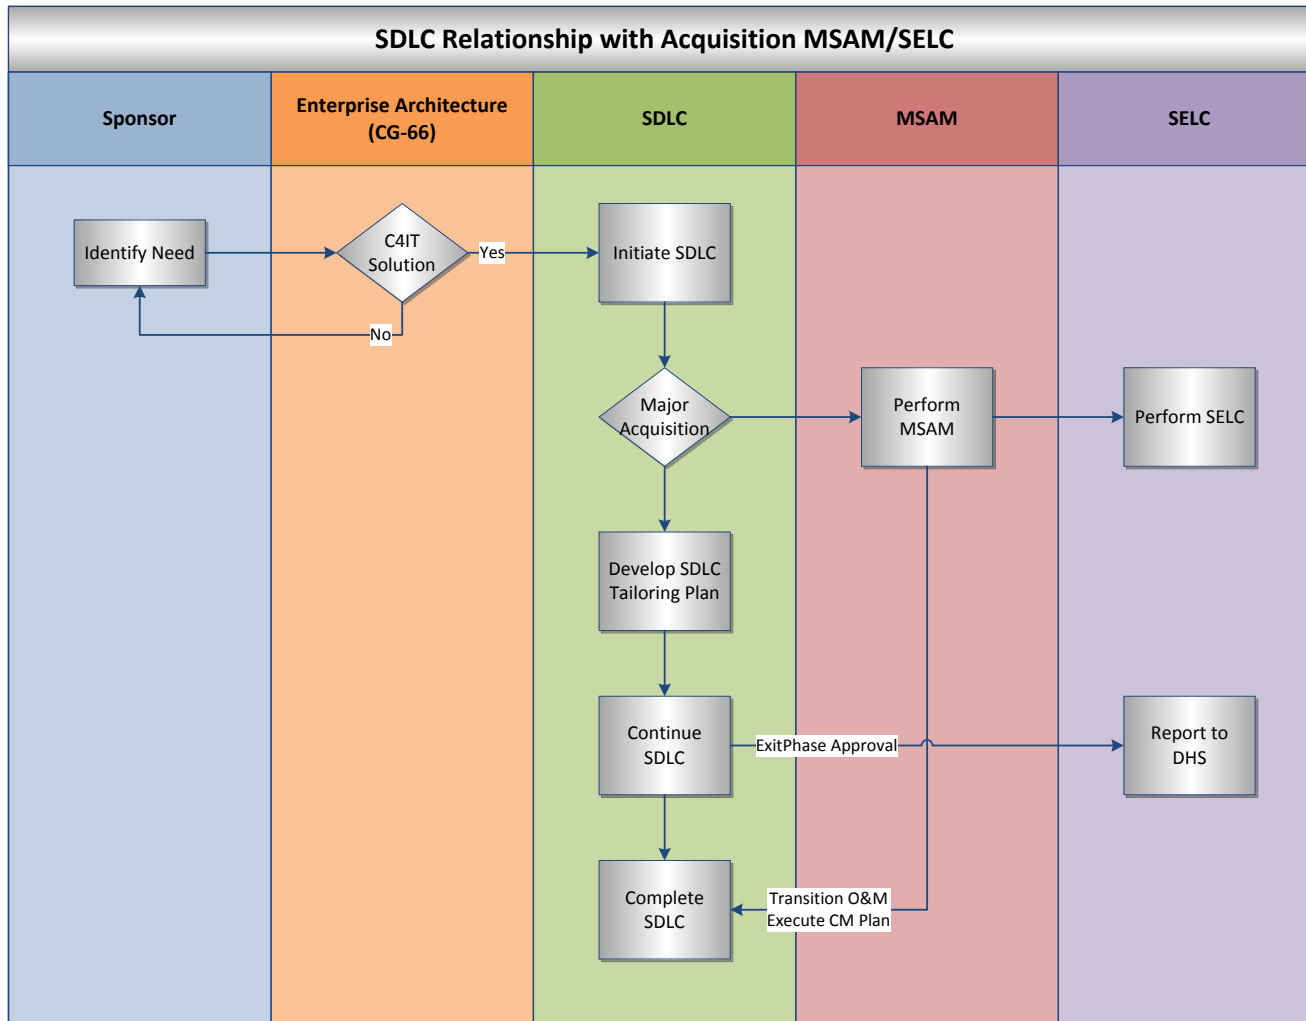 SDLC Relationship with Acquisition MSAM/SELC
Sponsor
Enterprise Architecture
(CG-66)
SDLC
MSAM
SELC
Identify Need
C4IT
Solution
Yes
Initiate SDLC
No
Major
Acquisition
Perform
MSAM
Perform SELC
Develop SDLC
Tailoring Plan
Continue
SDLC
ExitPhase Approval
Report to
DHS
Complete
SDLC
Transition O&M
Execute CM Plan